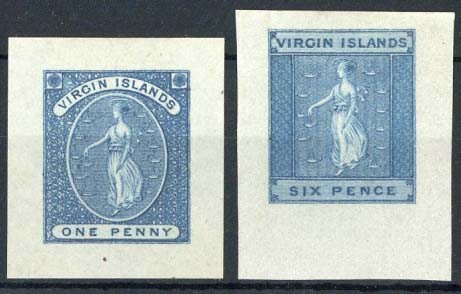 VIRGIN ISLANDS
ONE PENNY
VIRGIN ISLANDS
SIX PENCE